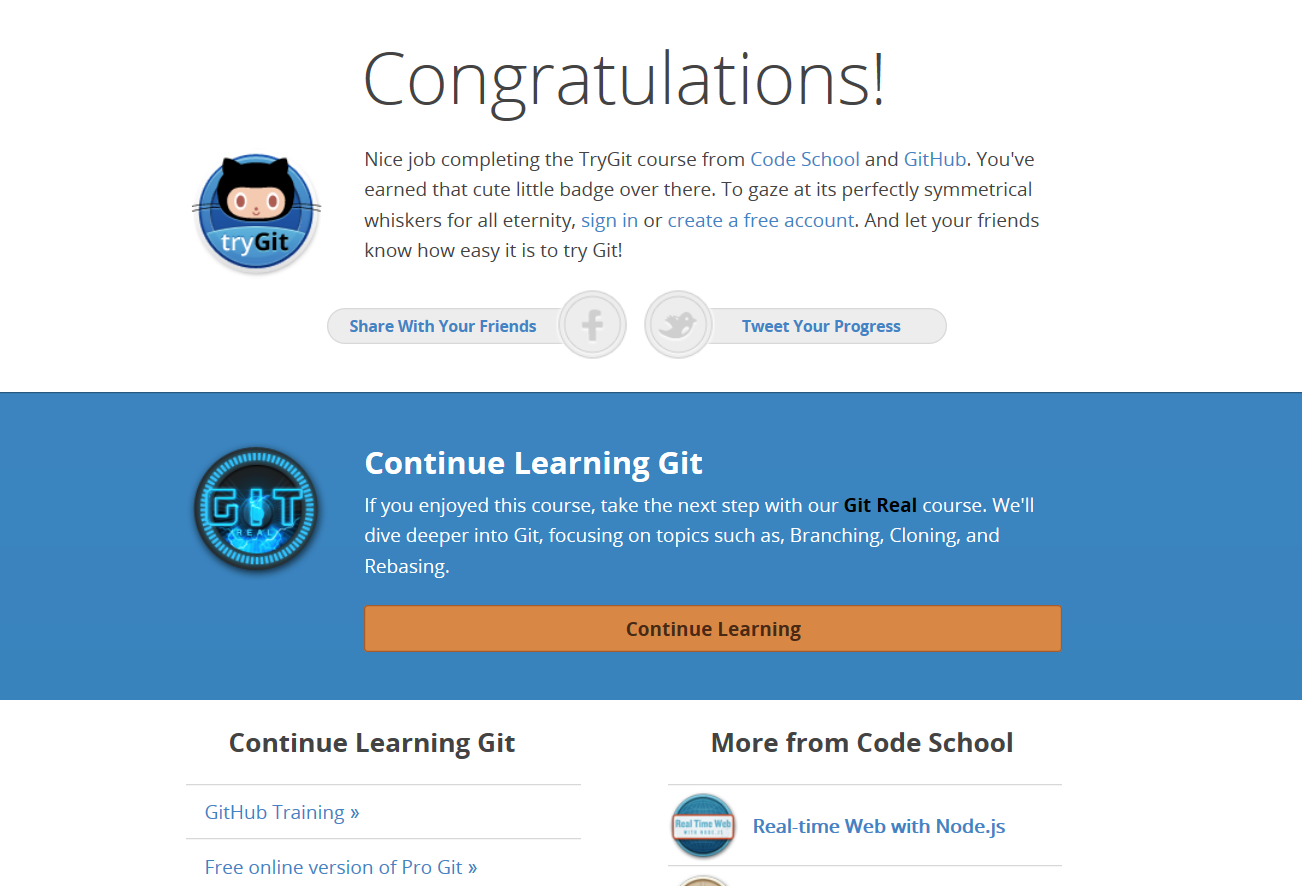 Congratulations!
Nice job completing the TryGit course from Code School and GitHub. You've
earned that cute little badge over there. To gaze at its perfectly symmetrical
whiskers for all eternity, sign in or create a free account. And let your friends
know how easy it is to try Git!
tryGit
Share With Your Friends
Tweet Your Progress
Continue Learning Git
If you enjoyed this course, take the next step with our Git Real course. We'll
dive deeper into Git, focusing on topics such as, Branching, Cloning, and
Rebasing.
GIT
REAL
Continue Learning
Continue Learning Git
GitHub Training »
Free online version of Pro Git »
More from Code School
Real Time Web
WITH NODE.JS
Real-time Web with Node.js